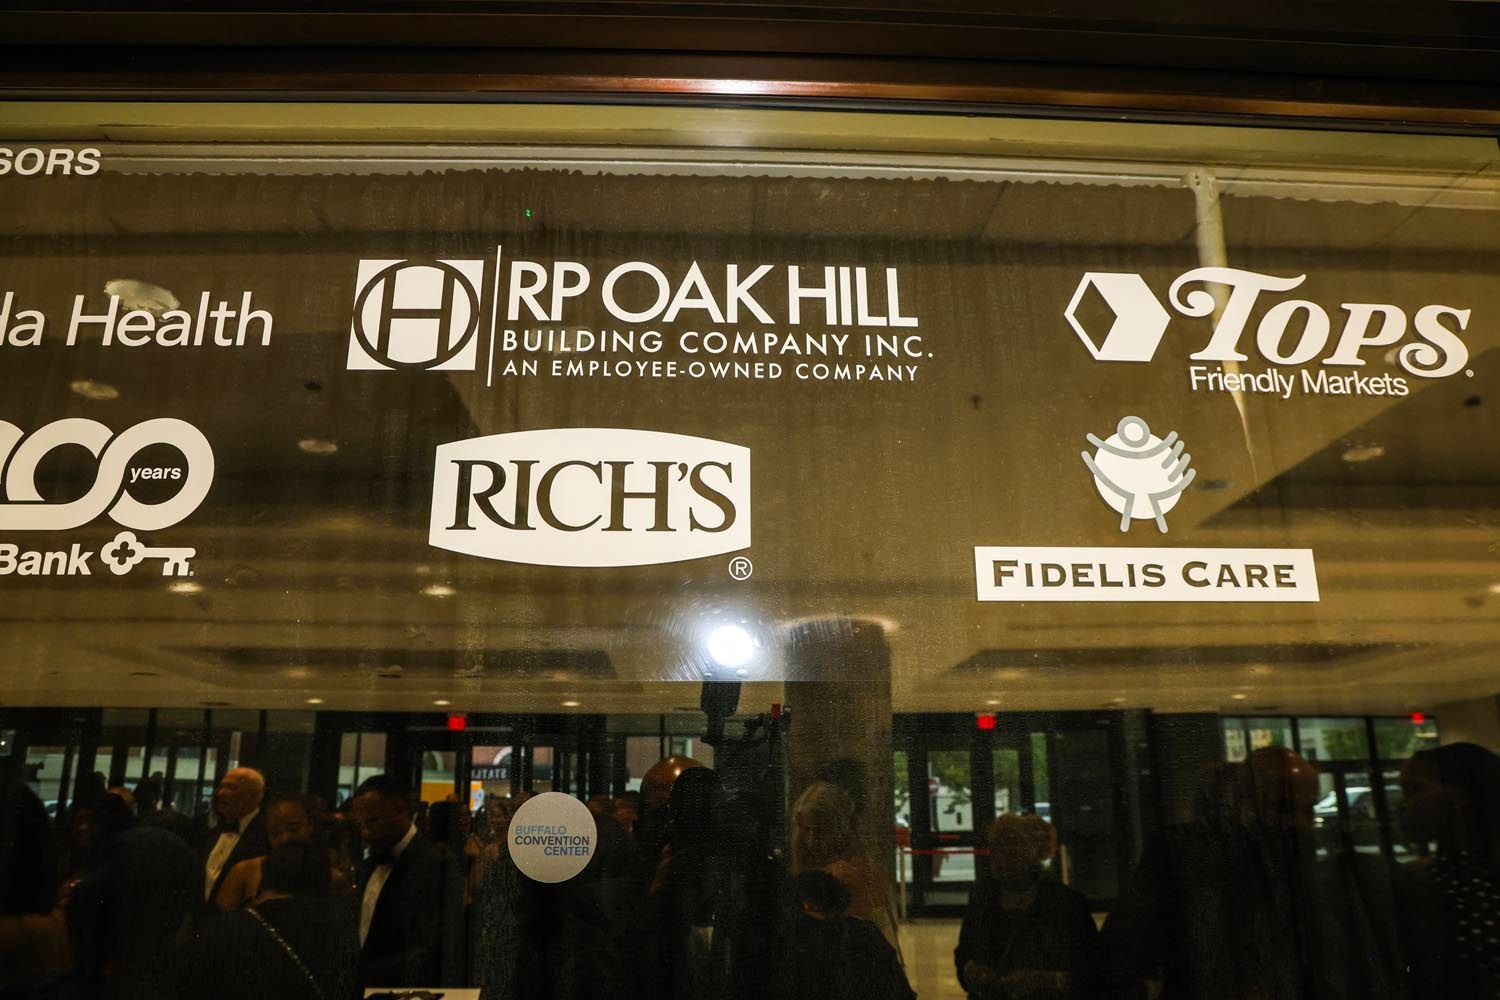 SORS
da Health
RP OAK HILL
BUILDING COMPANY INC.
AN EMPLOYEE-OWNED COMPANY
TOPS®
Friendly Markets
years
Bank
RICH'S®
FIDELIS CARE
BUFFALO
CONVENTION
CENTER